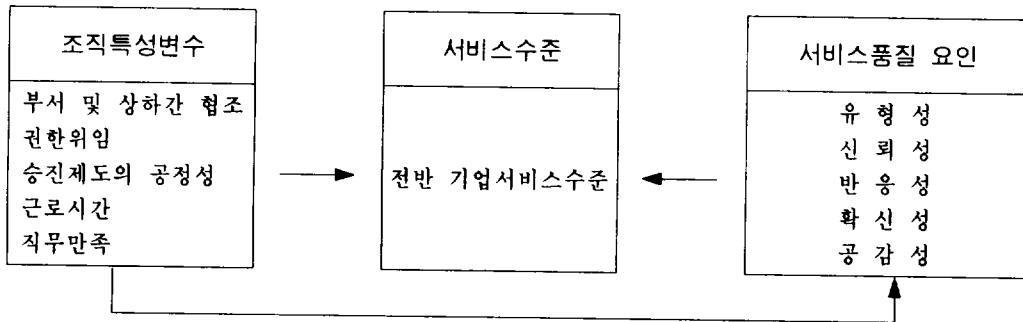 조직특성변수
부서 및 상하간 협조
권한위임
승진제도의 공정성
근로시간
직무만족
서비스수준
전반 기업서비스수준
서비스품질 요인
유 형 성
신 뢰 성
반 응 성
확 신 성
공 감 성